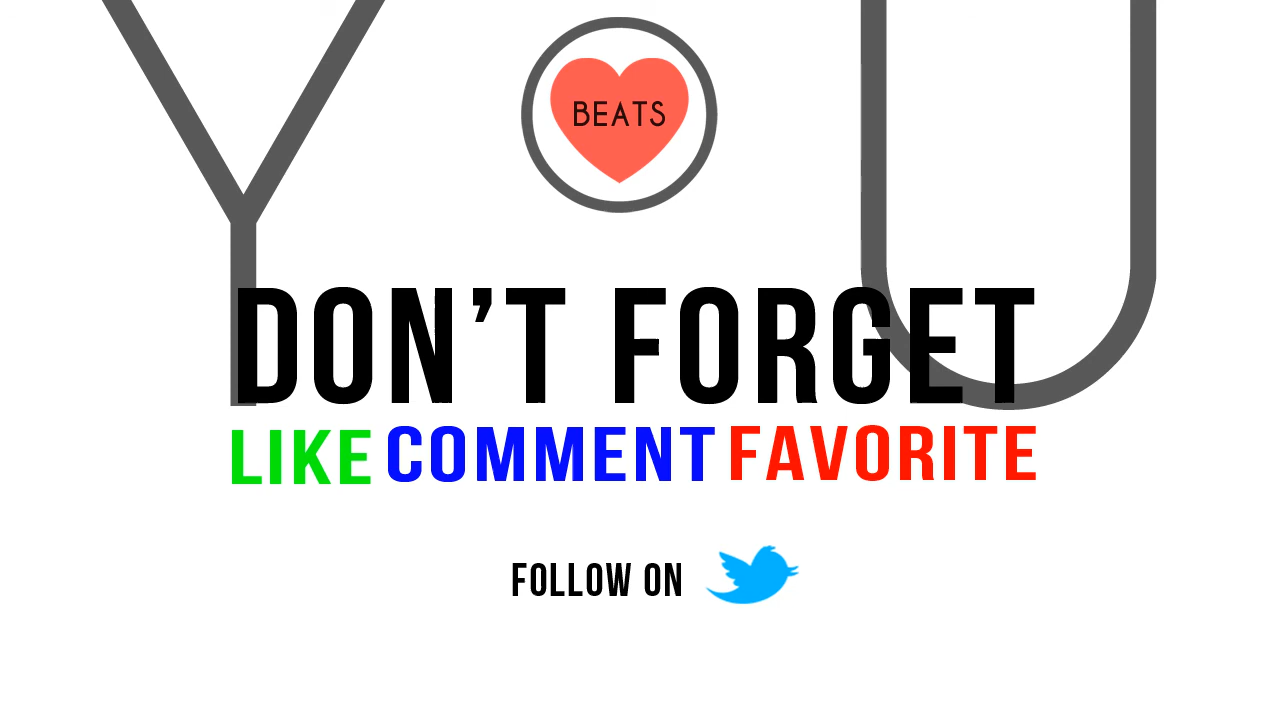 Y U
BEATS
DON'T FORGET
LIKE COMMENT FAVORITE
FOLLOW ON